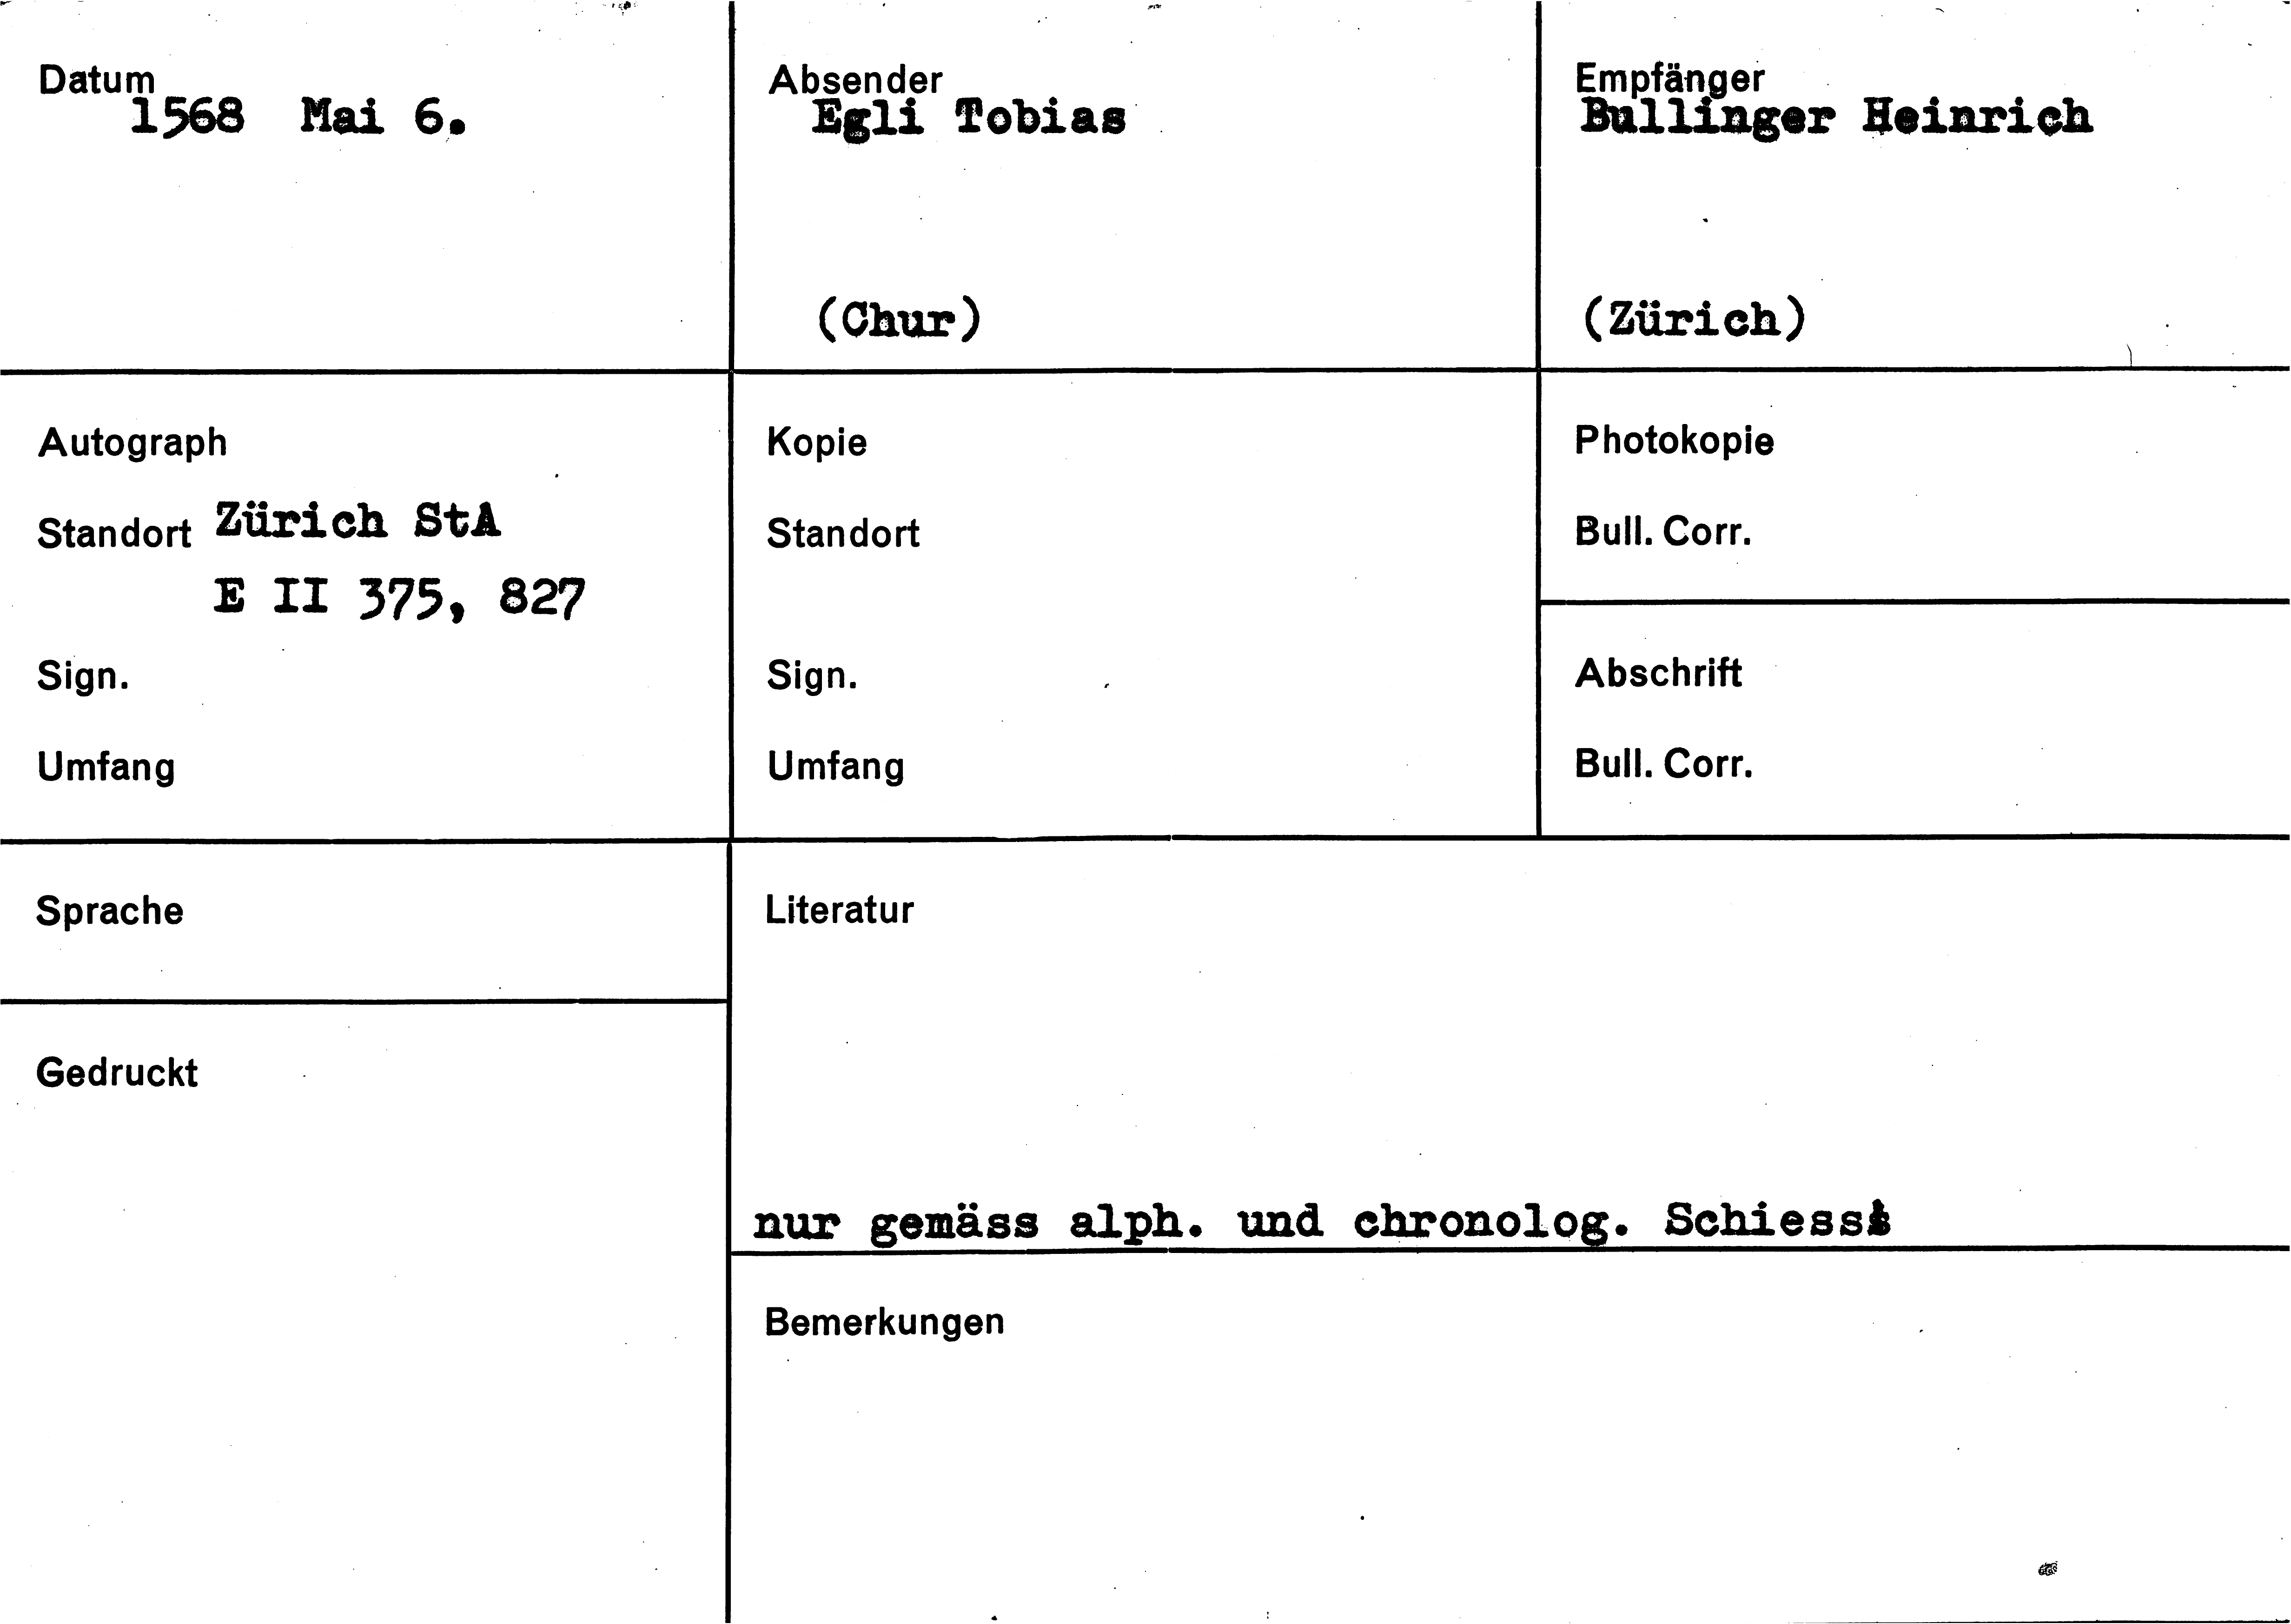 Datum
1568 Mai 6.
Absender
Egli Tobias
(Chur)
Empfänger
Bullinger Heinrich
(Zürich)
Autograph
Standort Zürich StA
E II 375, 827
Sign.
Umfang
Kopie
Standort
Sign.
Umfang
Photokopie
Bull. Corr.
Abschrift
Bull. Corr.
Sprache
Gedruckt
Literatur
nur gemäss alph. und chronolog.
Bemerkungen